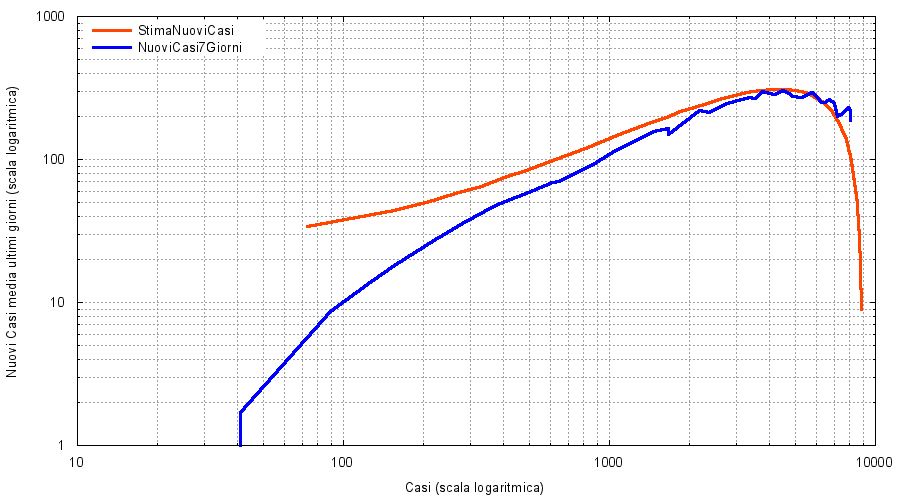 1000
StimaNuoviCasi
NuoviCasi7Giorni
100
10
1
10
100
1000
10000
Nuovi Casi media ultimi giorni (scala logaritmica)
Casi (scala logaritmica)